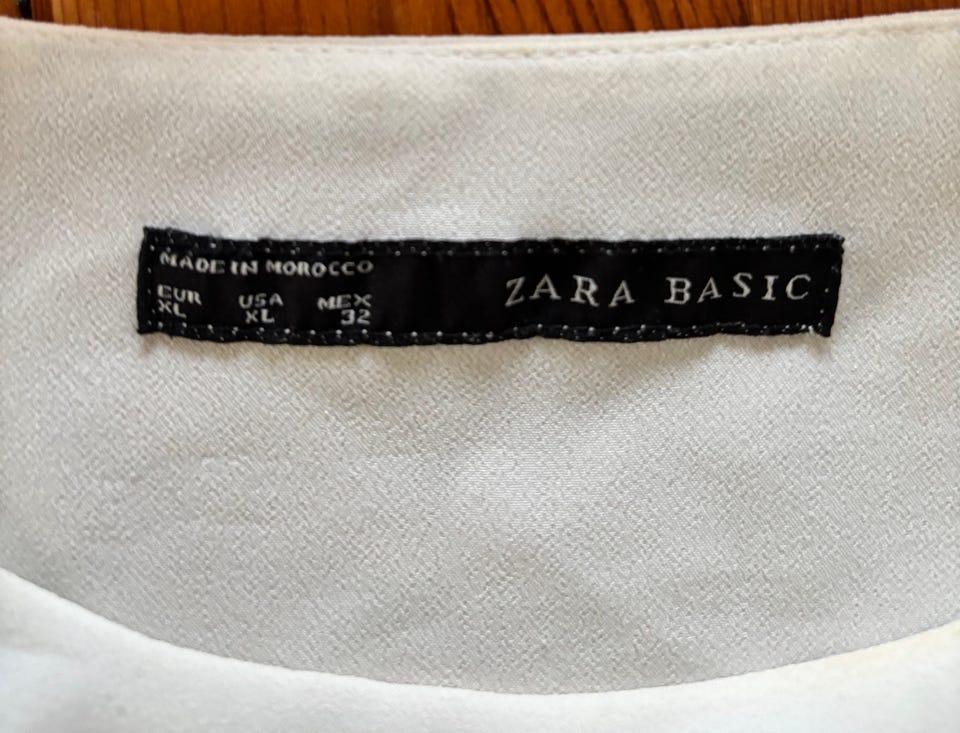 MADE IN MOROCCO
EUR USA MEX
XL XL 32
ZARA BASIC